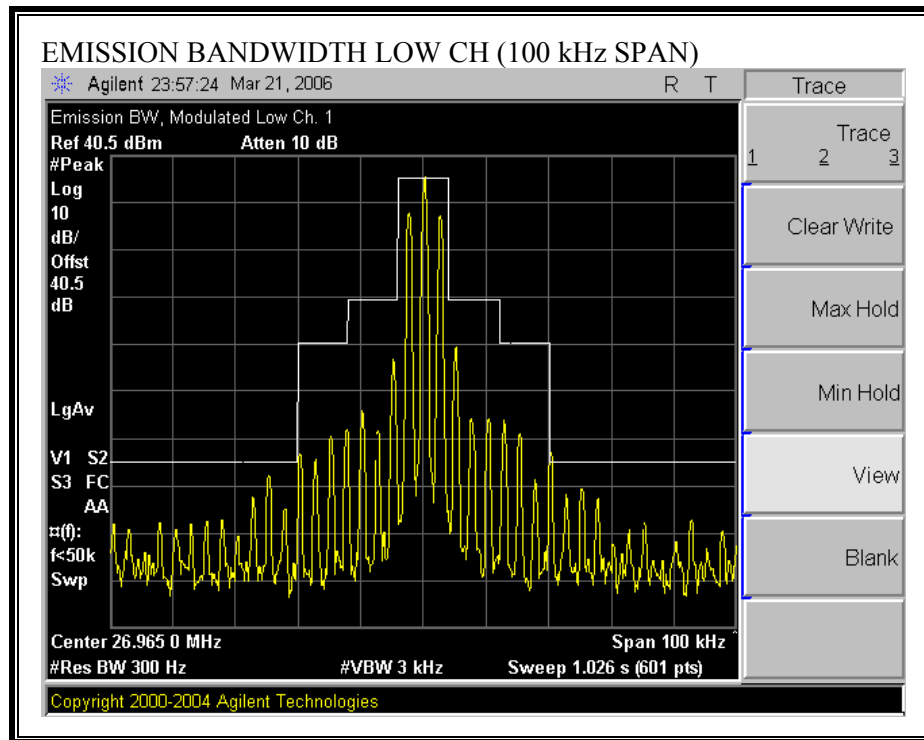 EMISSION BANDWIDTH LOW CH (100 kHz SPAN)
Agilent 23:57:24 Mar 21, 2006 R T
Emission BW, Modulated Low Ch. 1
Ref 40.5 dBm Atten 10 dB
#Peak
Log
10
dB/
Offst
40.5
dB
LgAv
V1 S2
S3 FC
AA
¤(f):
f<50k
Swp
Center 26.965 0 MHz Span 100 kHz ^
#Res BW 300 Hz #VBW 3 kHz Sweep 1.026 s (601 pts)
Copyright 2000-2004 Agilent Technologies
Trace
Trace
1 2 3
Clear Write
Max Hold
Min Hold
View
Blank